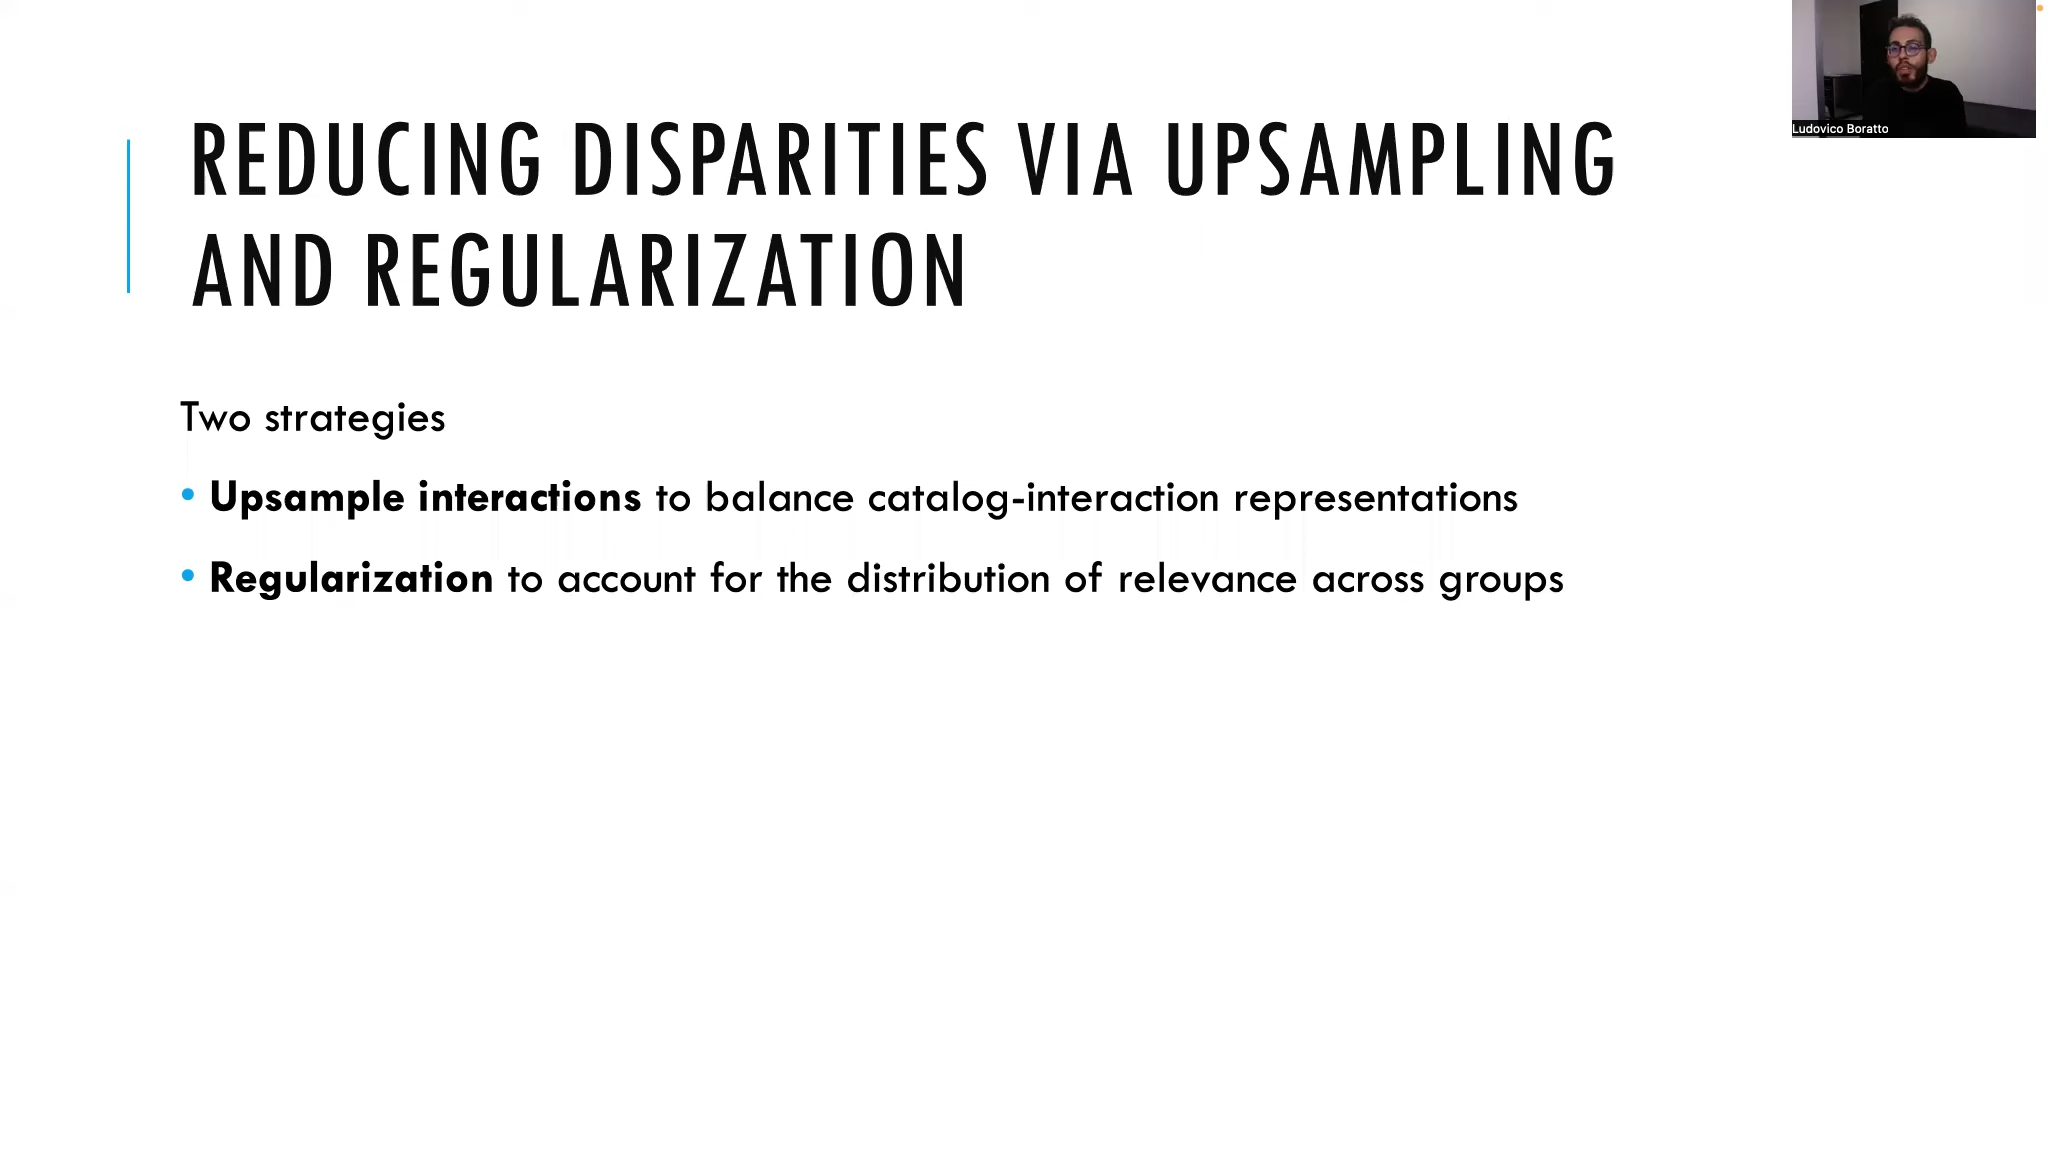 REDUCING DISPARITIES VIA UPSAMPLING
AND REGULARIZATION
Two strategies
• Upsample interactions to balance catalog-interaction representations
• Regularization to account for the distribution of relevance across groups
Ludovico Boratto